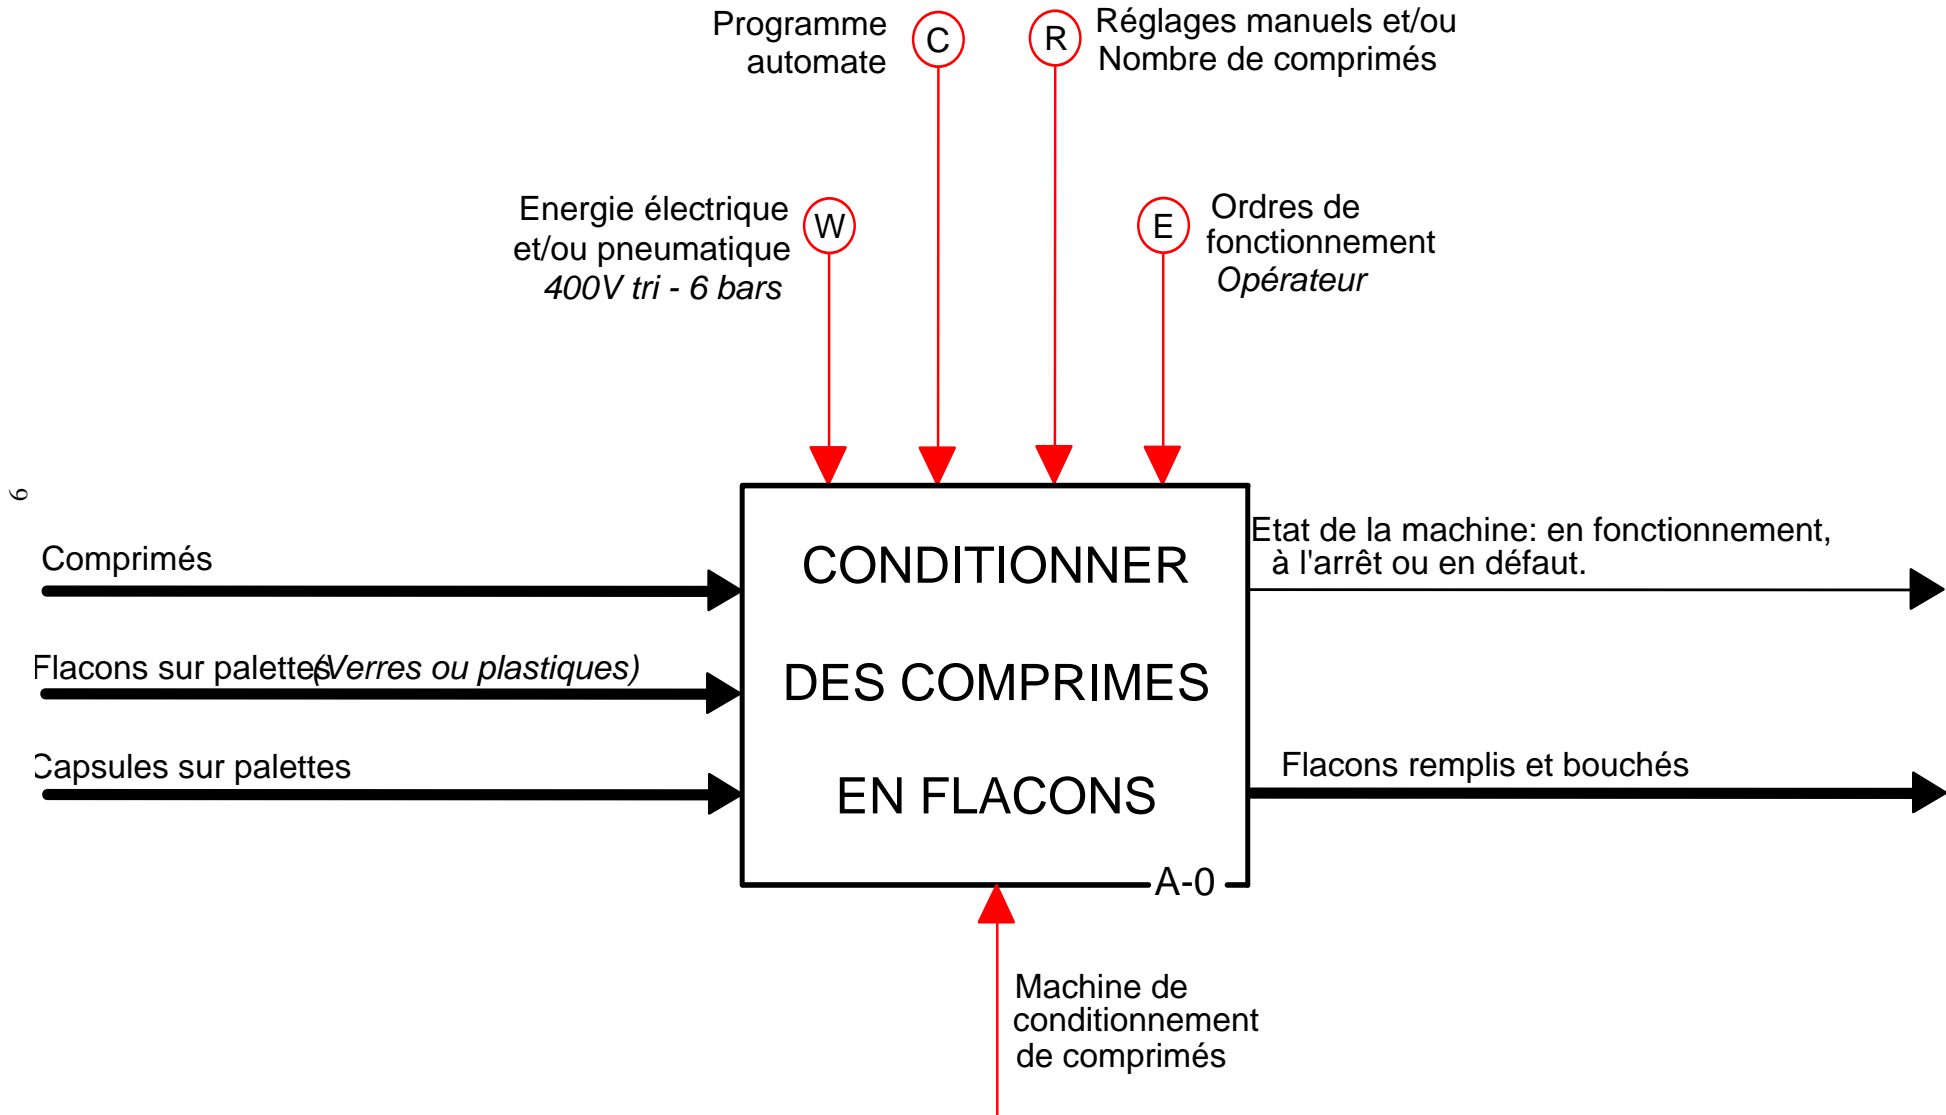 Programme
automate
C
R
Réglages manuels et/ou
Nombre de comprimés
Energie électrique
et/ou pneumatique
400V tri - 6 bars
W
E
Ordres de
fonctionnement
Opérateur
6
Comprimés
Flacons sur palettes (Verres ou plastiques)
Capsules sur palettes
CONDITIONNER
DES COMPRIMES
EN FLACONS
A-0
Etat de la machine: en fonctionnement,
à l'arrêt ou en défaut.
Flacons remplis et bouchés
Machine de
conditionnement
de comprimés